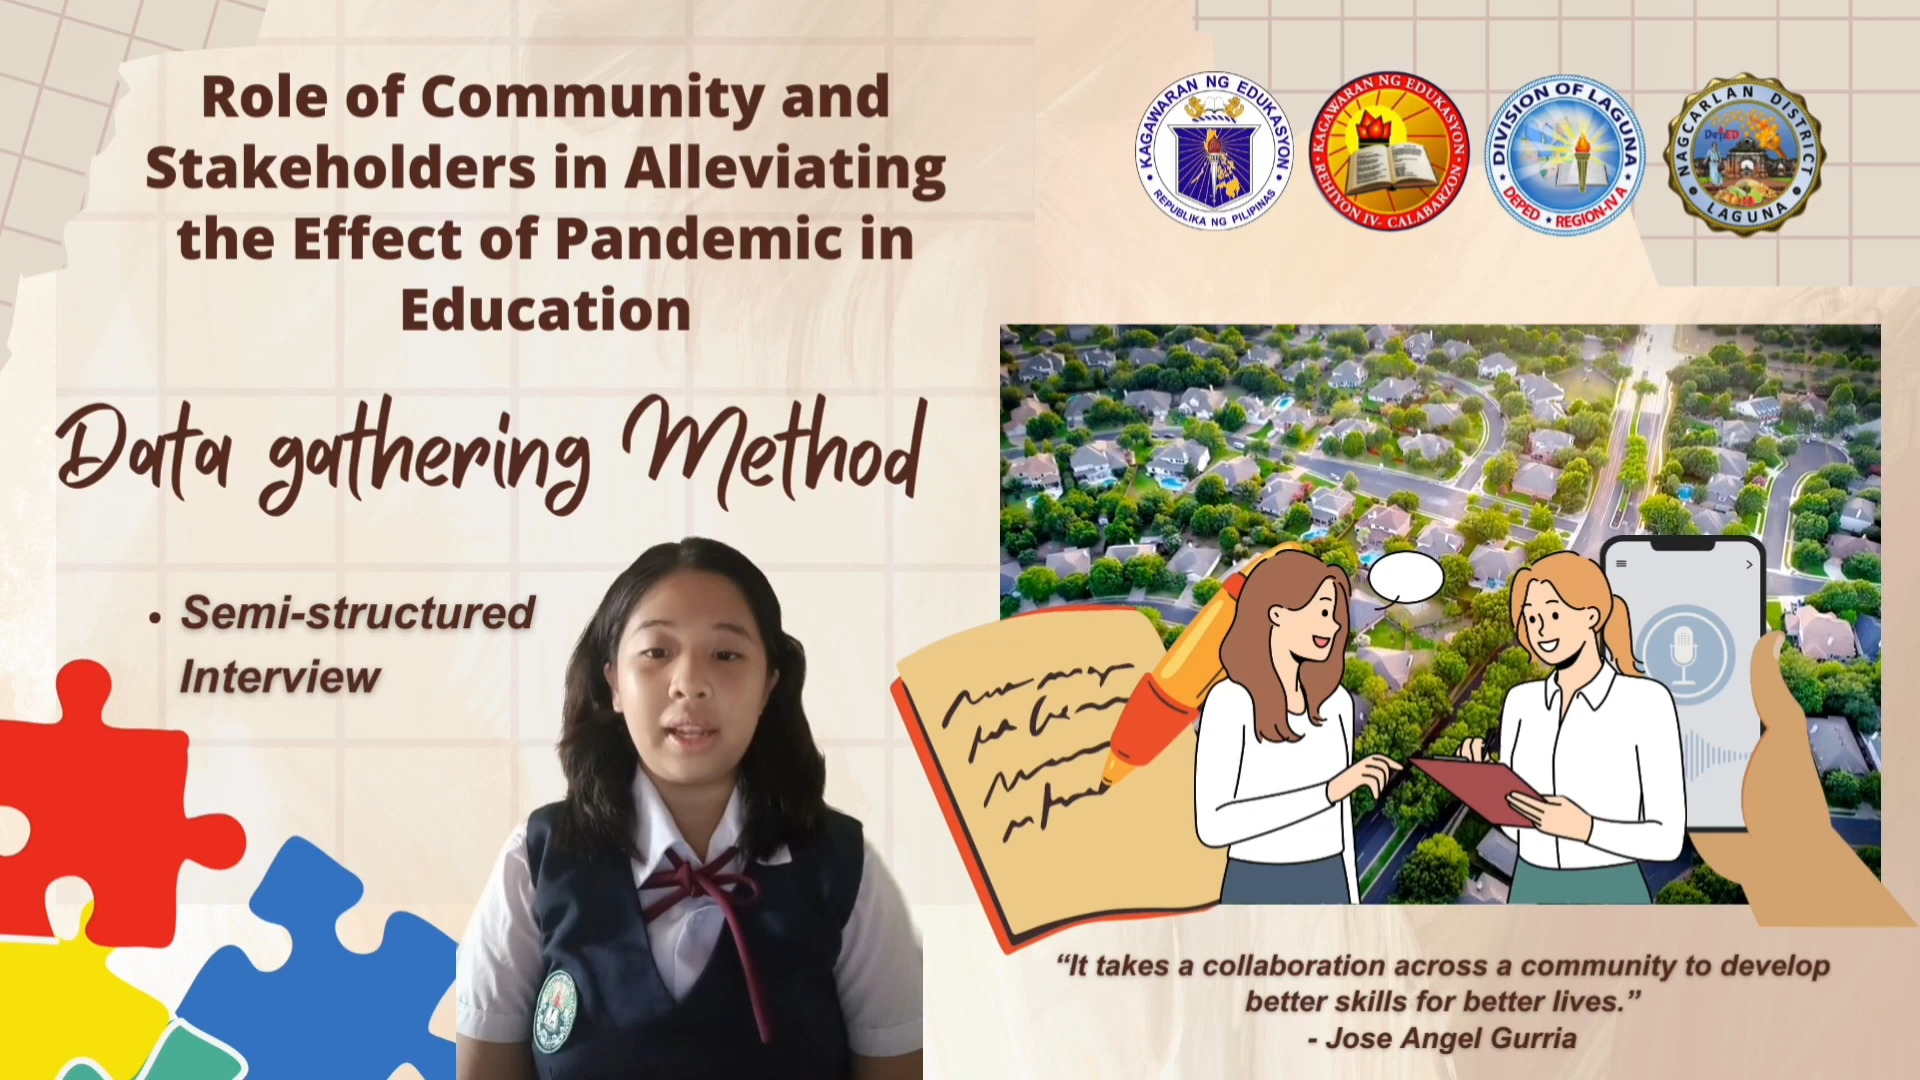 Role of Community and
Stakeholders in Alleviating
the Effect of Pandemic in
Education
KAGAWARAN NG EDUKASYON
REPUBLIKA NG PILIPINAS
KAGAWARAN NG EDUKASYON
REHIYON IV- CALABARZON
DIVISION OF LAGUNA
DEPED ★ REGION-IV A
NAGCARLAN DISTRICT
DepED
LAGUNA
Data gathering Method
• Semi-structured
Interview
“It takes a collaboration across a community to develop
better skills for better lives.”
- Jose Angel Gurria